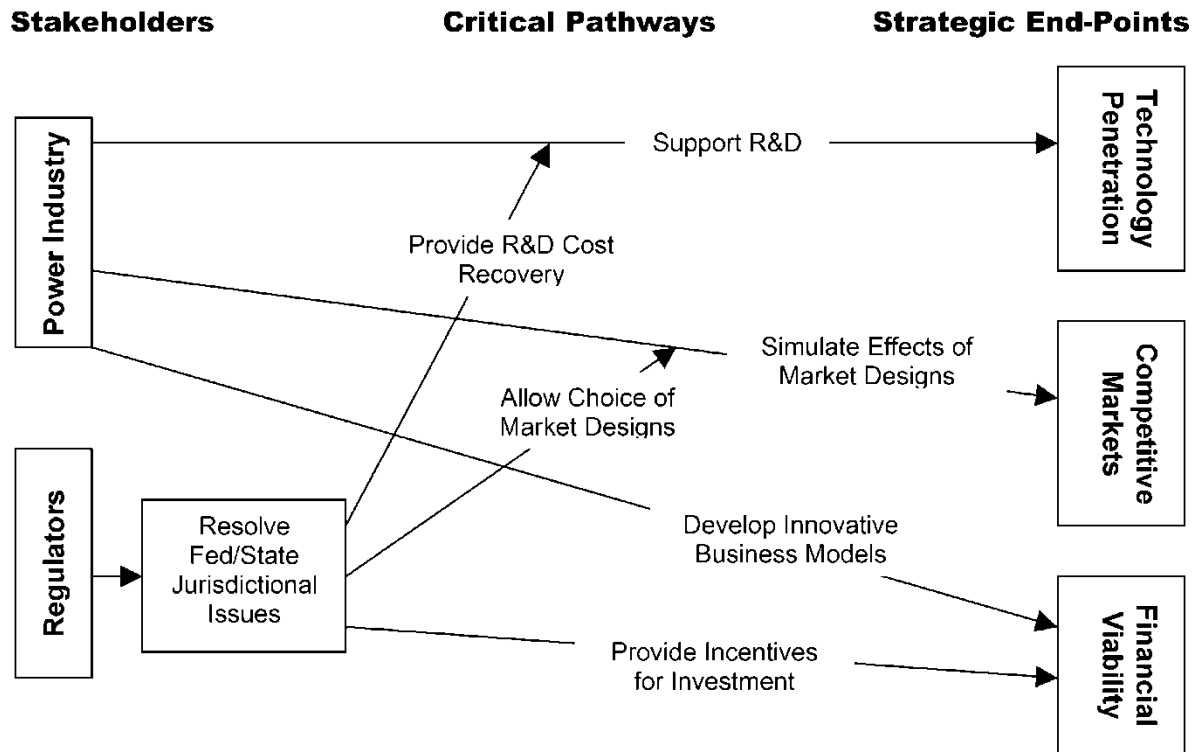 Stakeholders
Critical Pathways
Strategic End-Points
Power Industry
Support R&D
Technology
Penetration
Provide R&D Cost
Recovery
Simulate Effects of
Market Designs
Competitive
Markets
Allow Choice of
Market Designs
Regulators
Resolve
Fed/State
Jurisdictional
Issues
Develop Innovative
Business Models
Provide Incentives
for Investment
Financial
Viability